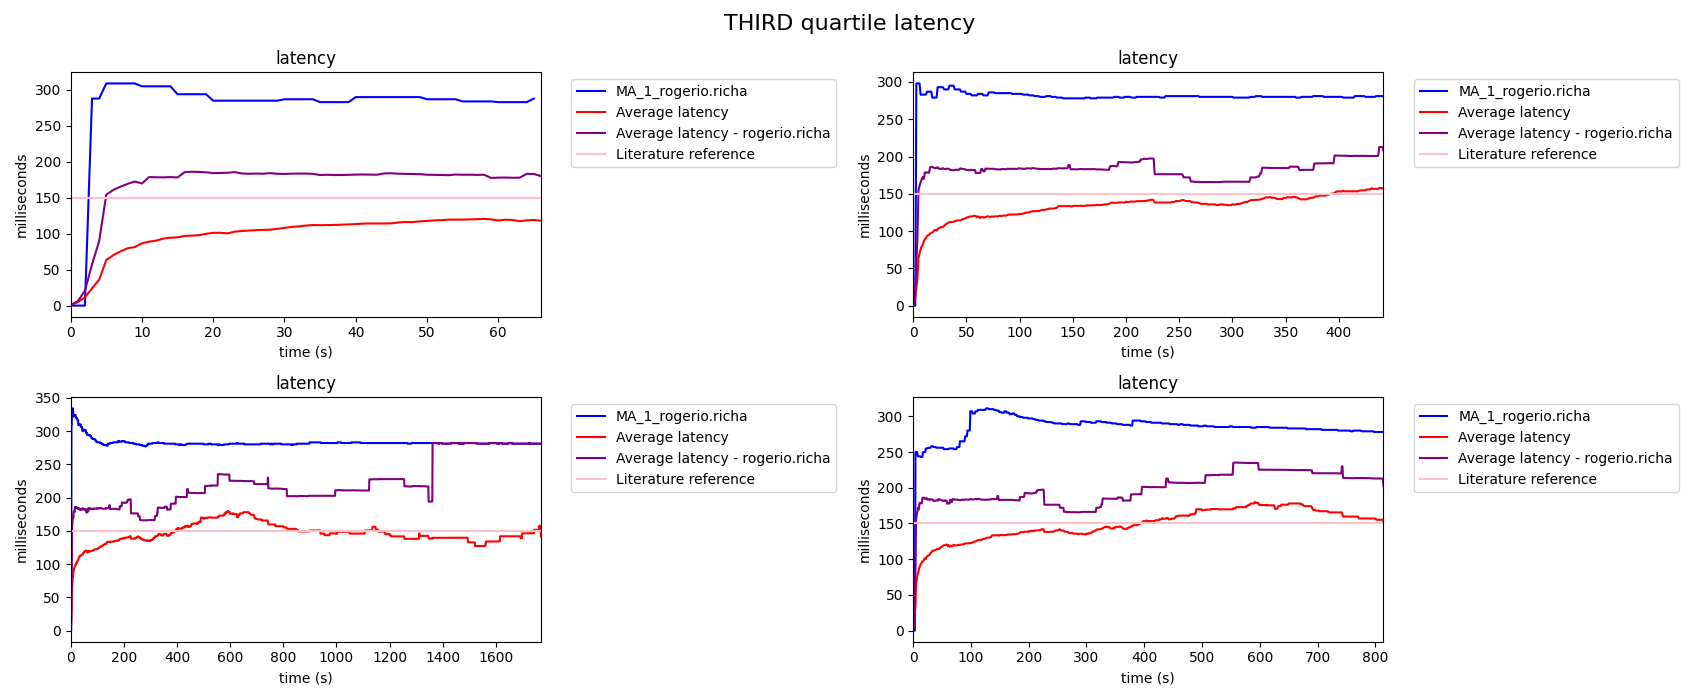 THIRD quartile latency
latency
300
250
200
150
100
50
0
milliseconds
0 10 20 30 40 50 60
time (s)
MA_1_rogerio.richa
Average latency
Average latency - rogerio.richa
Literature reference
latency
300
250
200
150
100
50
0
milliseconds
0 50 100 150 200 250 300 350 400
time (s)
MA_1_rogerio.richa
Average latency
Average latency - rogerio.richa
Literature reference
latency
350
300
250
200
150
100
50
0
milliseconds
0 200 400 600 800 1000 1200 1400 1600
time (s)
MA_1_rogerio.richa
Average latency
Average latency - rogerio.richa
Literature reference
latency
300
250
200
150
100
50
0
milliseconds
0 100 200 300 400 500 600 700 800
time (s)
MA_1_rogerio.richa
Average latency
Average latency - rogerio.richa
Literature reference